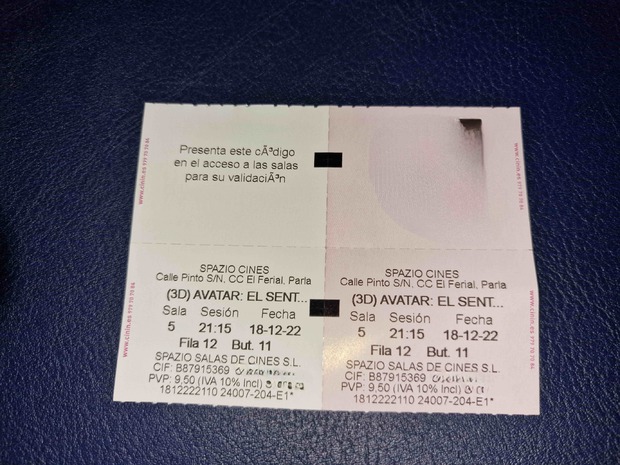 Presenta este cÃªdigo
en el acceso a las salas
para su validaciÃªn
SPAZIO CINES
Calle Pinto S/N, CC El Ferial, Parla
(3D) AVATAR: EL SENT...
Sala Sesión Fecha
5 21:15 18-12-22
Fila 12 But. 11
SPAZIO SALAS DE CINES S.L.
CIF: B87915369
PVP: 9,50 (IVA 10% Incl)
1812222110 24007-204-E1*
SPAZIO CINES
Calle Pinto S/N, CC El Ferial, Parla
(3D) AVATAR: EL SENT...
Sala Sesión Fecha
5 21:15 18-12-22
Fila 12 But. 11
SPAZIO SALAS DE CINES S.L.
CIF: B87915369
PVP: 9,50 (IVA 10% Incl)
1812222110 24007-204-E1*